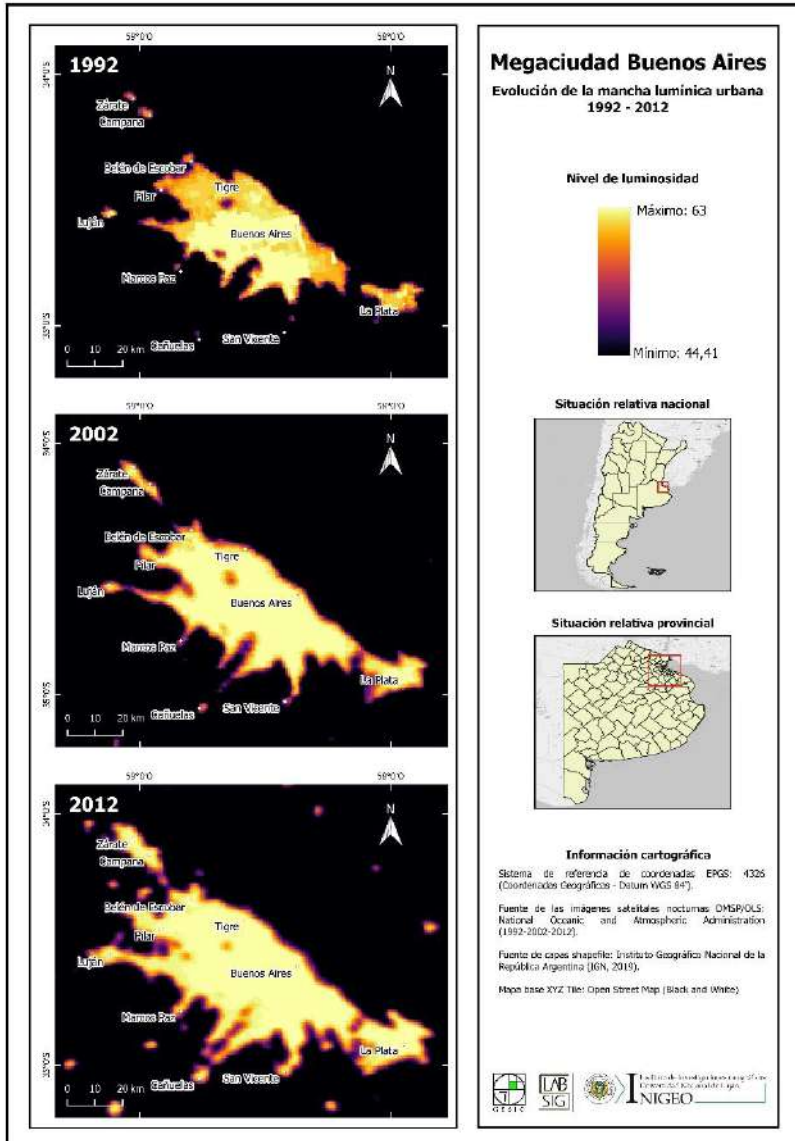 1992
59°0'0
58°0'0
34°0'S
N
Zárate
Campana
Belén de Escobar
Tigre
Pilar
Luján
Buenos Aires
Marcos Paz
La Plata
Cañuelas
San Vicente
0 10 20 km
2002
59°0'0
58°0'0
34°0'S
N
Zárate
Campana
Belén de Escobar
Tigre
Pilar
Luján
Buenos Aires
Marcos Paz
La Plata
35°0'S
Cañuelas
San Vicente
0 10 20 km
2012
59°0'0
58°0'0
34°0'S
N
Zárate
Campana
Belén de Escobar
Tigre
Pilar
Luján
Buenos Aires
Marcos Paz
La Plata
Cañuelas
San Vicente
0 10 20 km
Megaciudad Buenos Aires
Evolución de la mancha lumínica urbana
1992 - 2012
Nivel de luminosidad
Máximo: 63
Mínimo: 44,41
Situación relativa nacional
Situación relativa provincial
Información cartográfica
Sistema de referencia de coordenadas EPGS: 4326
(Coordenadas Geográficas - Datum WGS 84').
Fuente de las imágenes satelitales nocturnas DMSP/OLS:
National Oceanic and Atmospheric Administration
(1992-2002-2012).
Fuente de capas shapefile: Instituto Geográfico Nacional de la
República Argentina (IGN, 2019).
Mapa base XYZ Tile: Open Street Map (Black and White)
GESIG
LAB
SIG
INIGEO